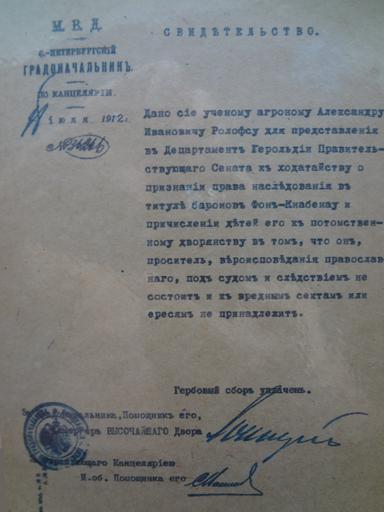 М. В. Д.
С.-ПЕТЕРБУРГСКІЙ
ГРАДОНАЧАЛЬНИКЪ.
ПО КАНЦЕЛЯРІИ.
іюля 1912 г.
СВИДѢТЕЛЬСТВО.
Дано сіе ученому агроному Александру
Ивановичу Ролофсу для представленія
въ Департаментъ Герольдіи Правитель-
ствующаго Сената къ ходатайству о
признаніи права наслѣдованія въ
титулѣ бароновъ Фонъ-Кнабенау и
причисленіи дѣтей его къ потомствен-
ному дворянству въ томъ, что онъ,
проситель, вѣроисповѣданія православ-
наго, подъ судомъ и слѣдствіемъ не
состоитъ и къ вреднымъ сектамъ или
ересямъ не принадлежитъ.
Гербовый сборъ уплаченъ.
Помощникъ его,
ВЫСОЧАЙШАГО Двора
Канцеляріею
И.об. Помощника его